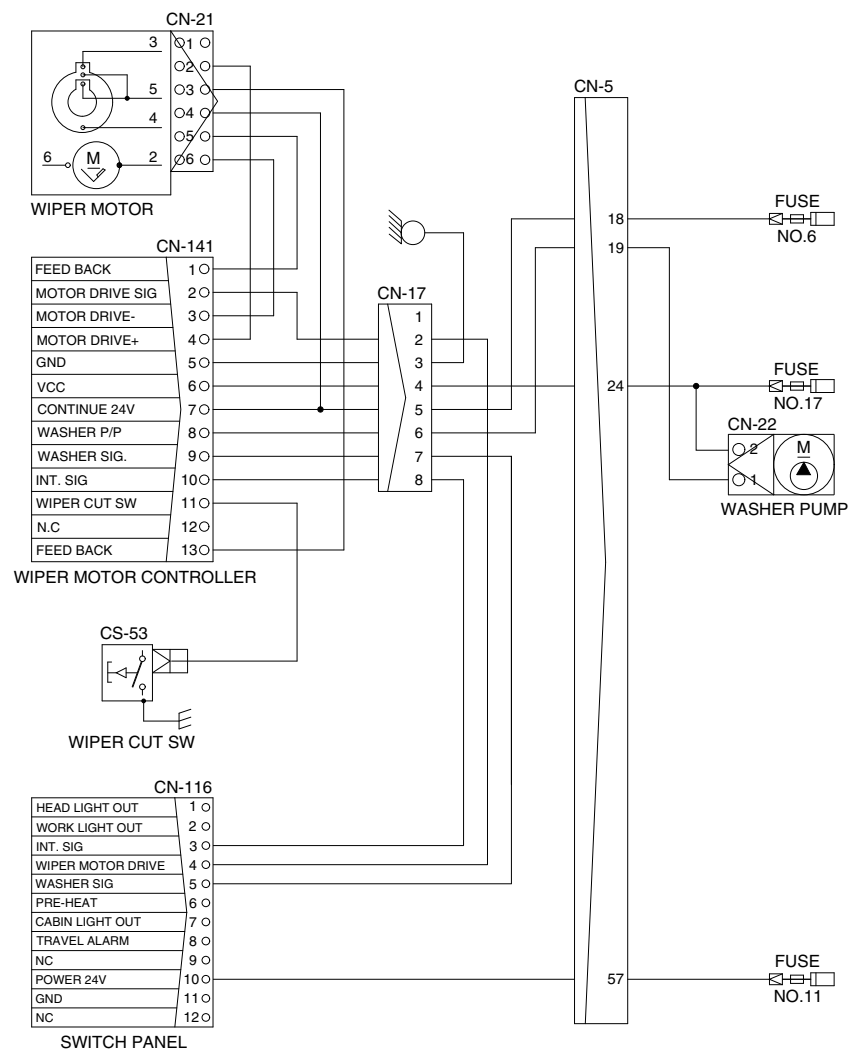 CN-21
3
5
4
6
M
2
1
2
3
4
5
6
WIPER MOTOR
CN-141
FEED BACK 1
MOTOR DRIVE SIG 2
MOTOR DRIVE- 3
MOTOR DRIVE+ 4
GND 5
VCC 6
CONTINUE 24V 7
WASHER P/P 8
WASHER SIG. 9
INT. SIG 10
WIPER CUT SW 11
N.C 12
FEED BACK 13
WIPER MOTOR CONTROLLER
CN-17
1
2
3
4
5
6
7
8
CN-5
18
19
24
57
FUSE
NO.6
FUSE
NO.17
CN-22
2
1
M
WASHER PUMP
CS-53
WIPER CUT SW
CN-116
HEAD LIGHT OUT 1
WORK LIGHT OUT 2
INT. SIG 3
WIPER MOTOR DRIVE 4
WASHER SIG 5
PRE-HEAT 6
CABIN LIGHT OUT 7
TRAVEL ALARM 8
NC 9
POWER 24V 10
GND 11
NC 12
SWITCH PANEL
FUSE
NO.11